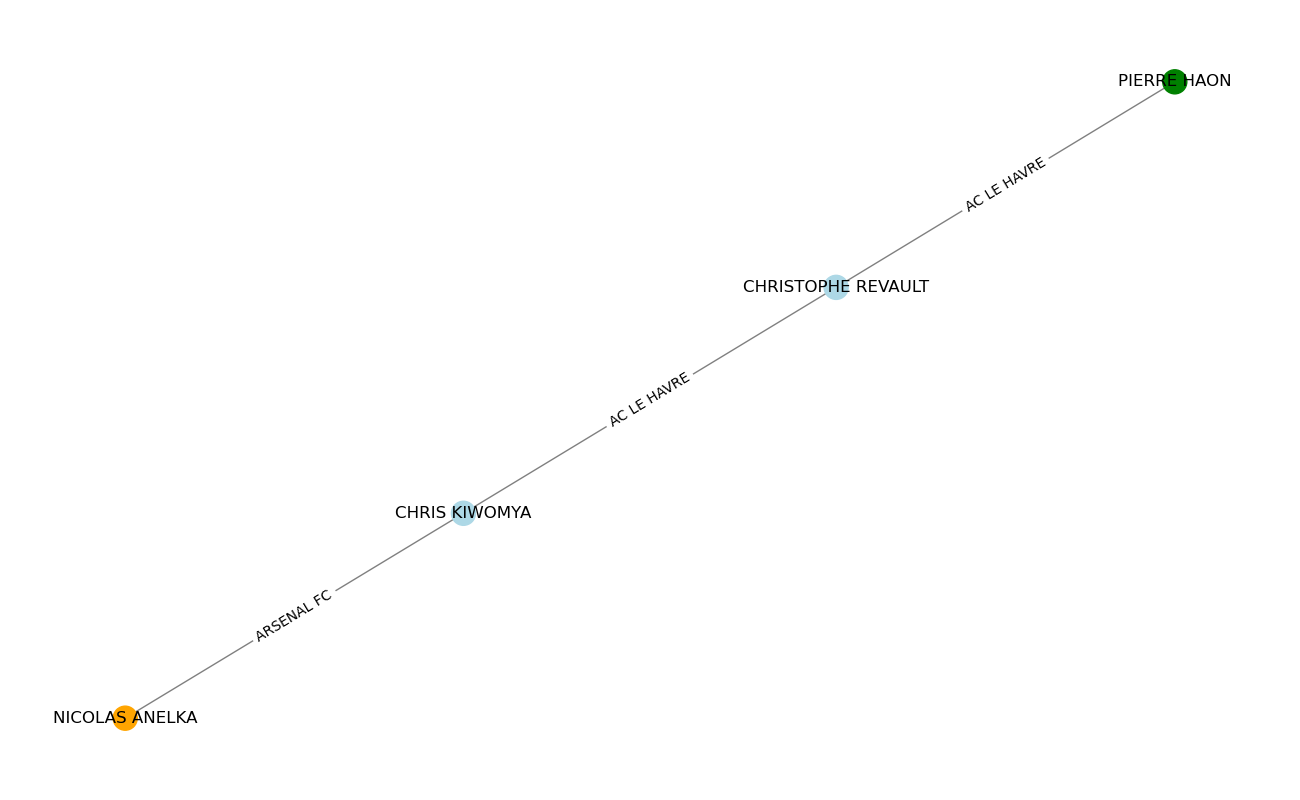 PIERRE HAON
AC LE HAVRE
CHRISTOPHE REVAULT
AC LE HAVRE
CHRIS KIWOMYA
ARSENAL FC
NICOLAS ANELKA